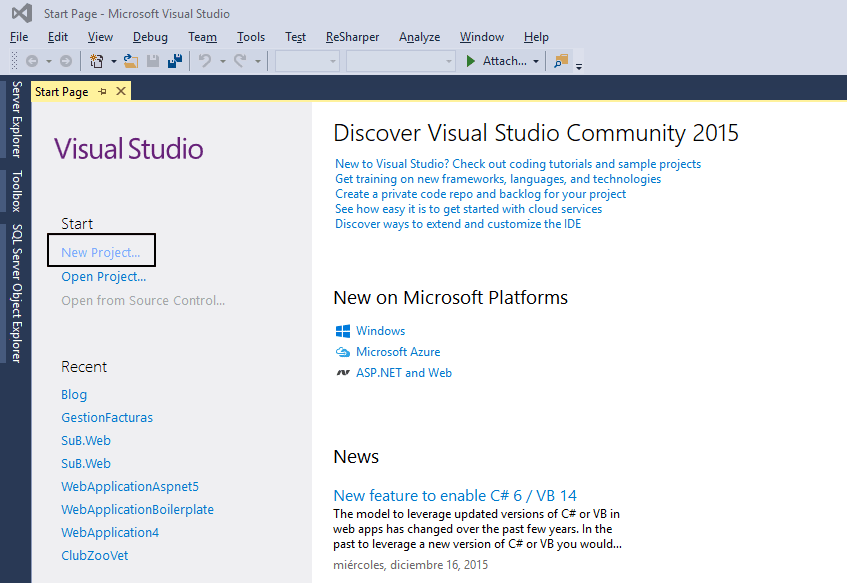 Start Page - Microsoft Visual Studio
File Edit View Debug Team Tools Test ReSharper Analyze Window Help
Attach...
Start Page
Server Explorer
Toolbox
SQL Server Object Explorer
Visual Studio
Start
New Project...
Open Project...
Open from Source Control...
Recent
Blog
GestionFacturas
SuB.Web
SuB.Web
WebApplicationAspnet5
WebApplicationBoilerplate
WebApplication4
ClubZooVet
Discover Visual Studio Community 2015
New to Visual Studio? Check out coding tutorials and sample projects
Get training on new frameworks, languages, and technologies
Create a private code repo and backlog for your project
See how easy it is to get started with cloud services
Discover ways to extend and customize the IDE
New on Microsoft Platforms
Windows
Microsoft Azure
ASP.NET and Web
News
New feature to enable C# 6 / VB 14
The model to leverage updated versions of C# or VB in
web apps has changed over the past few years. In the
past to leverage a new version of C# or VB you would...
miércoles, diciembre 16, 2015